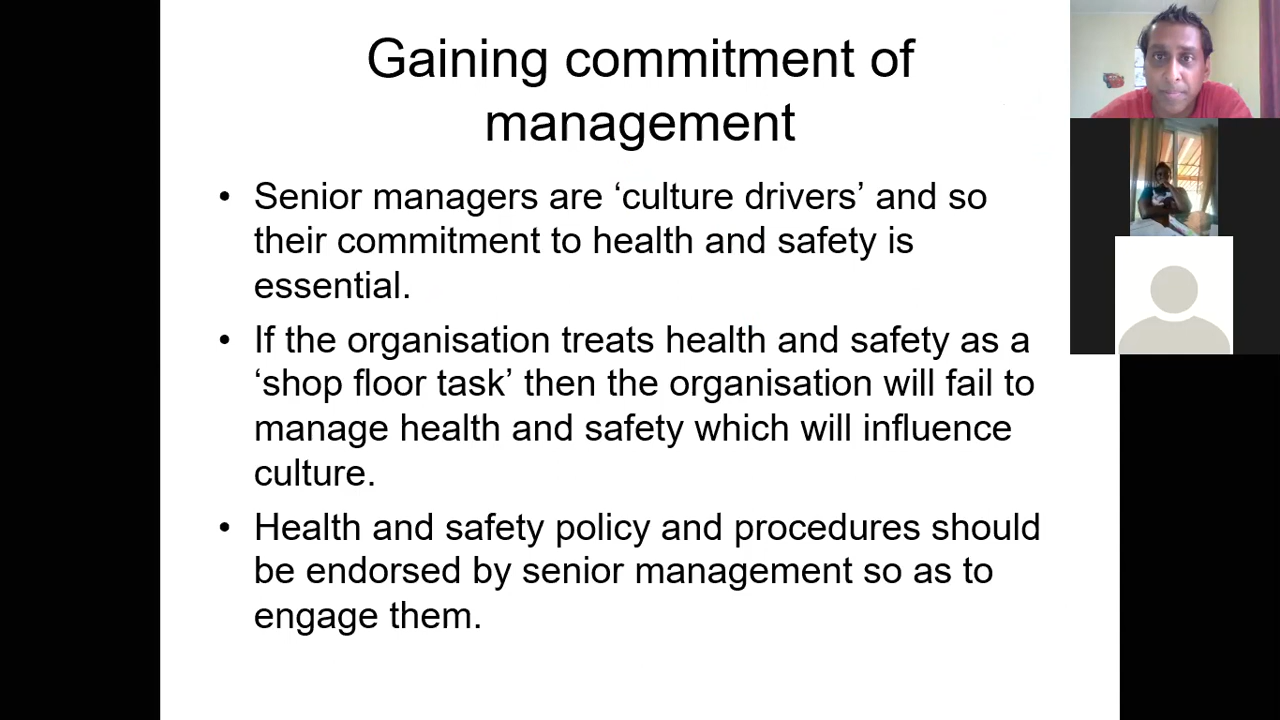 Gaining commitment of
management
• Senior managers are ‘culture drivers’ and so
their commitment to health and safety is
essential.
• If the organisation treats health and safety as a
‘shop floor task’ then the organisation will fail to
manage health and safety which will influence
culture.
• Health and safety policy and procedures should
be endorsed by senior management so as to
engage them.